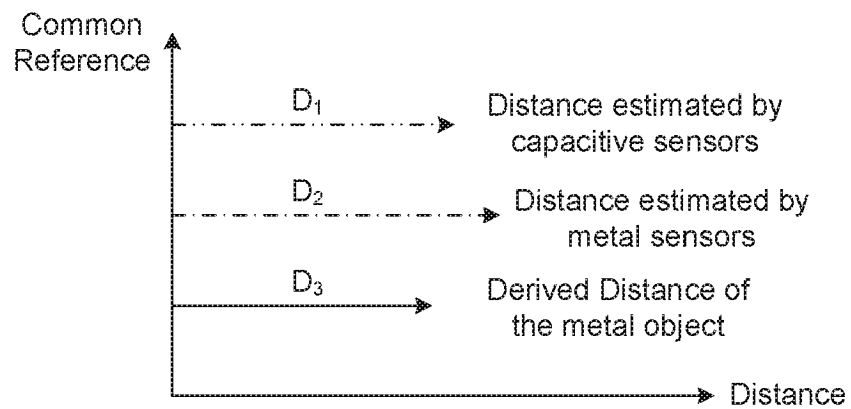 Common
Reference
D₁
Distance estimated by
capacitive sensors
D₂
Distance estimated by
metal sensors
D₃
Derived Distance of
the metal object
Distance